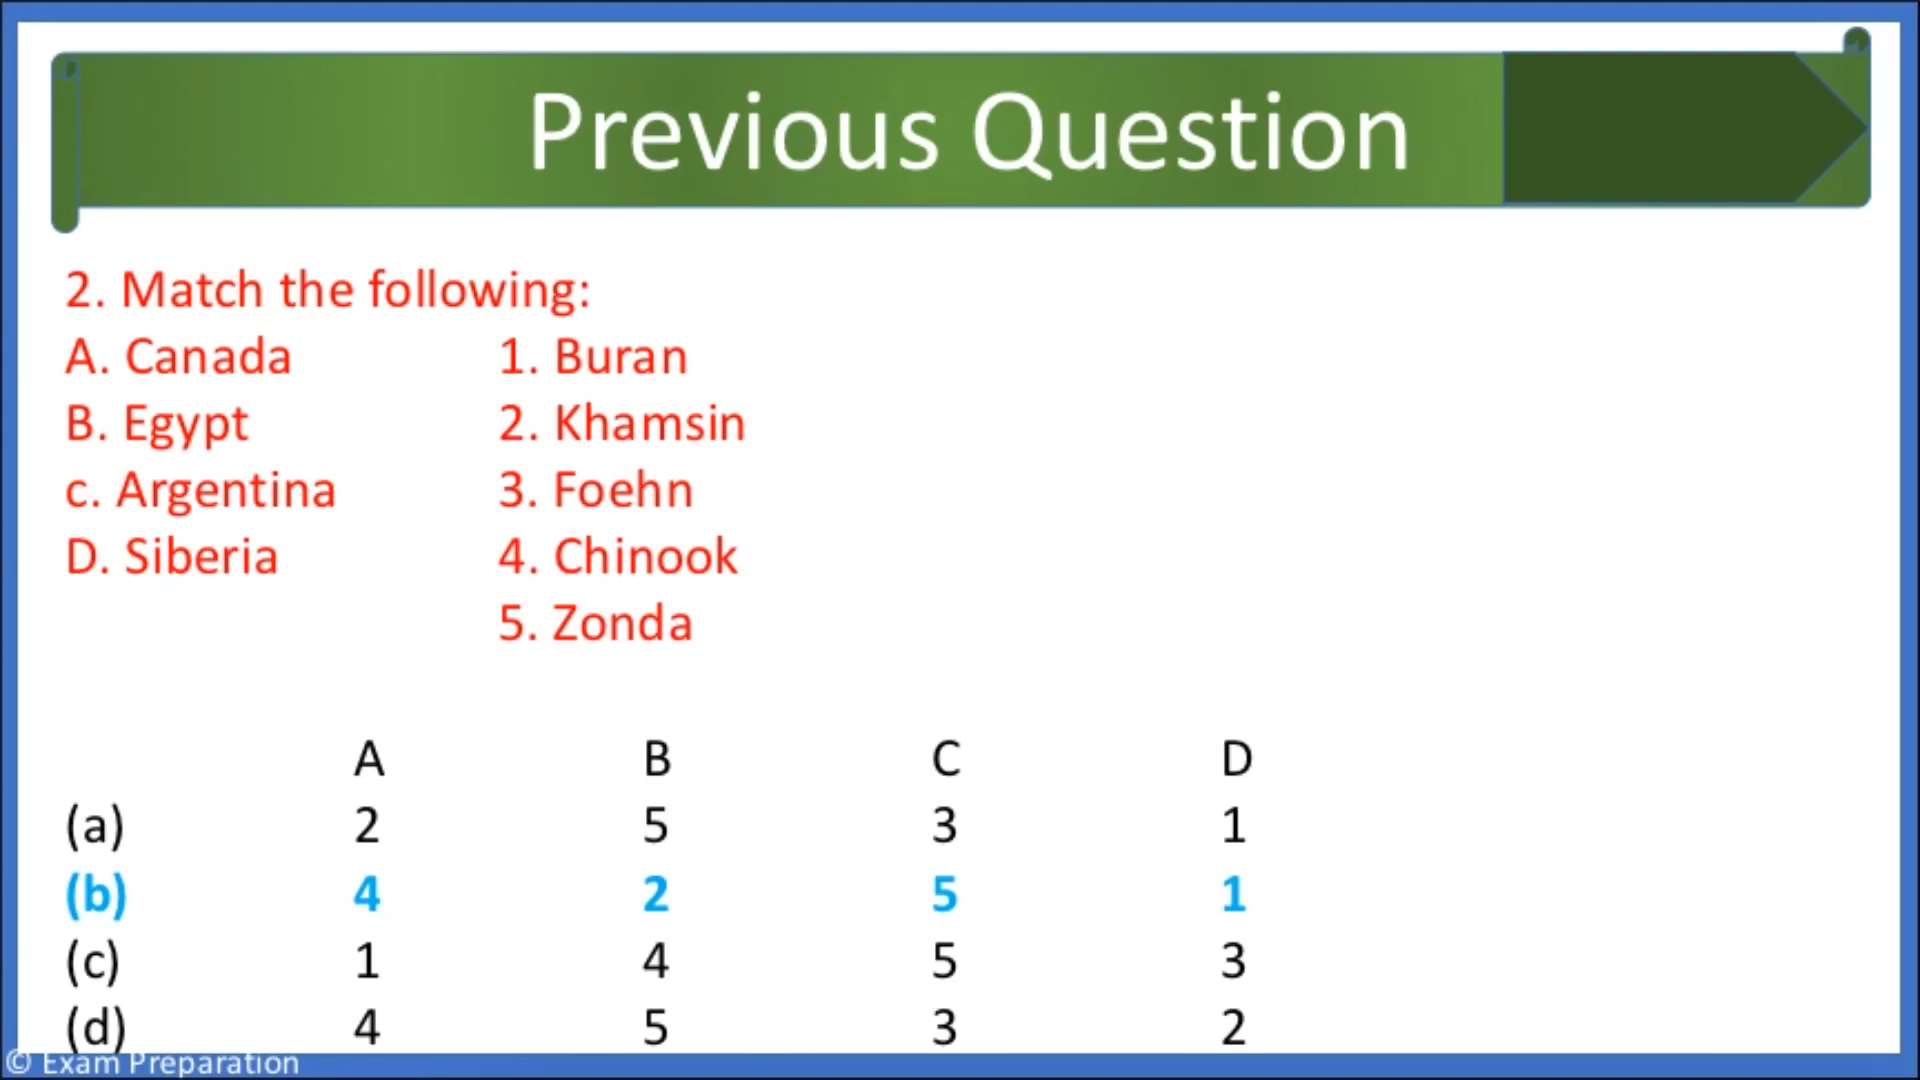 Previous Question
2. Match the following:
A. Canada 1. Buran
B. Egypt 2. Khamsin
c. Argentina 3. Foehn
D. Siberia 4. Chinook
5. Zonda
A B C D
(a) 2 5 3 1
(b) 4 2 5 1
(c) 1 4 5 3
(d) 4 5 3 2
© Exam Preparation